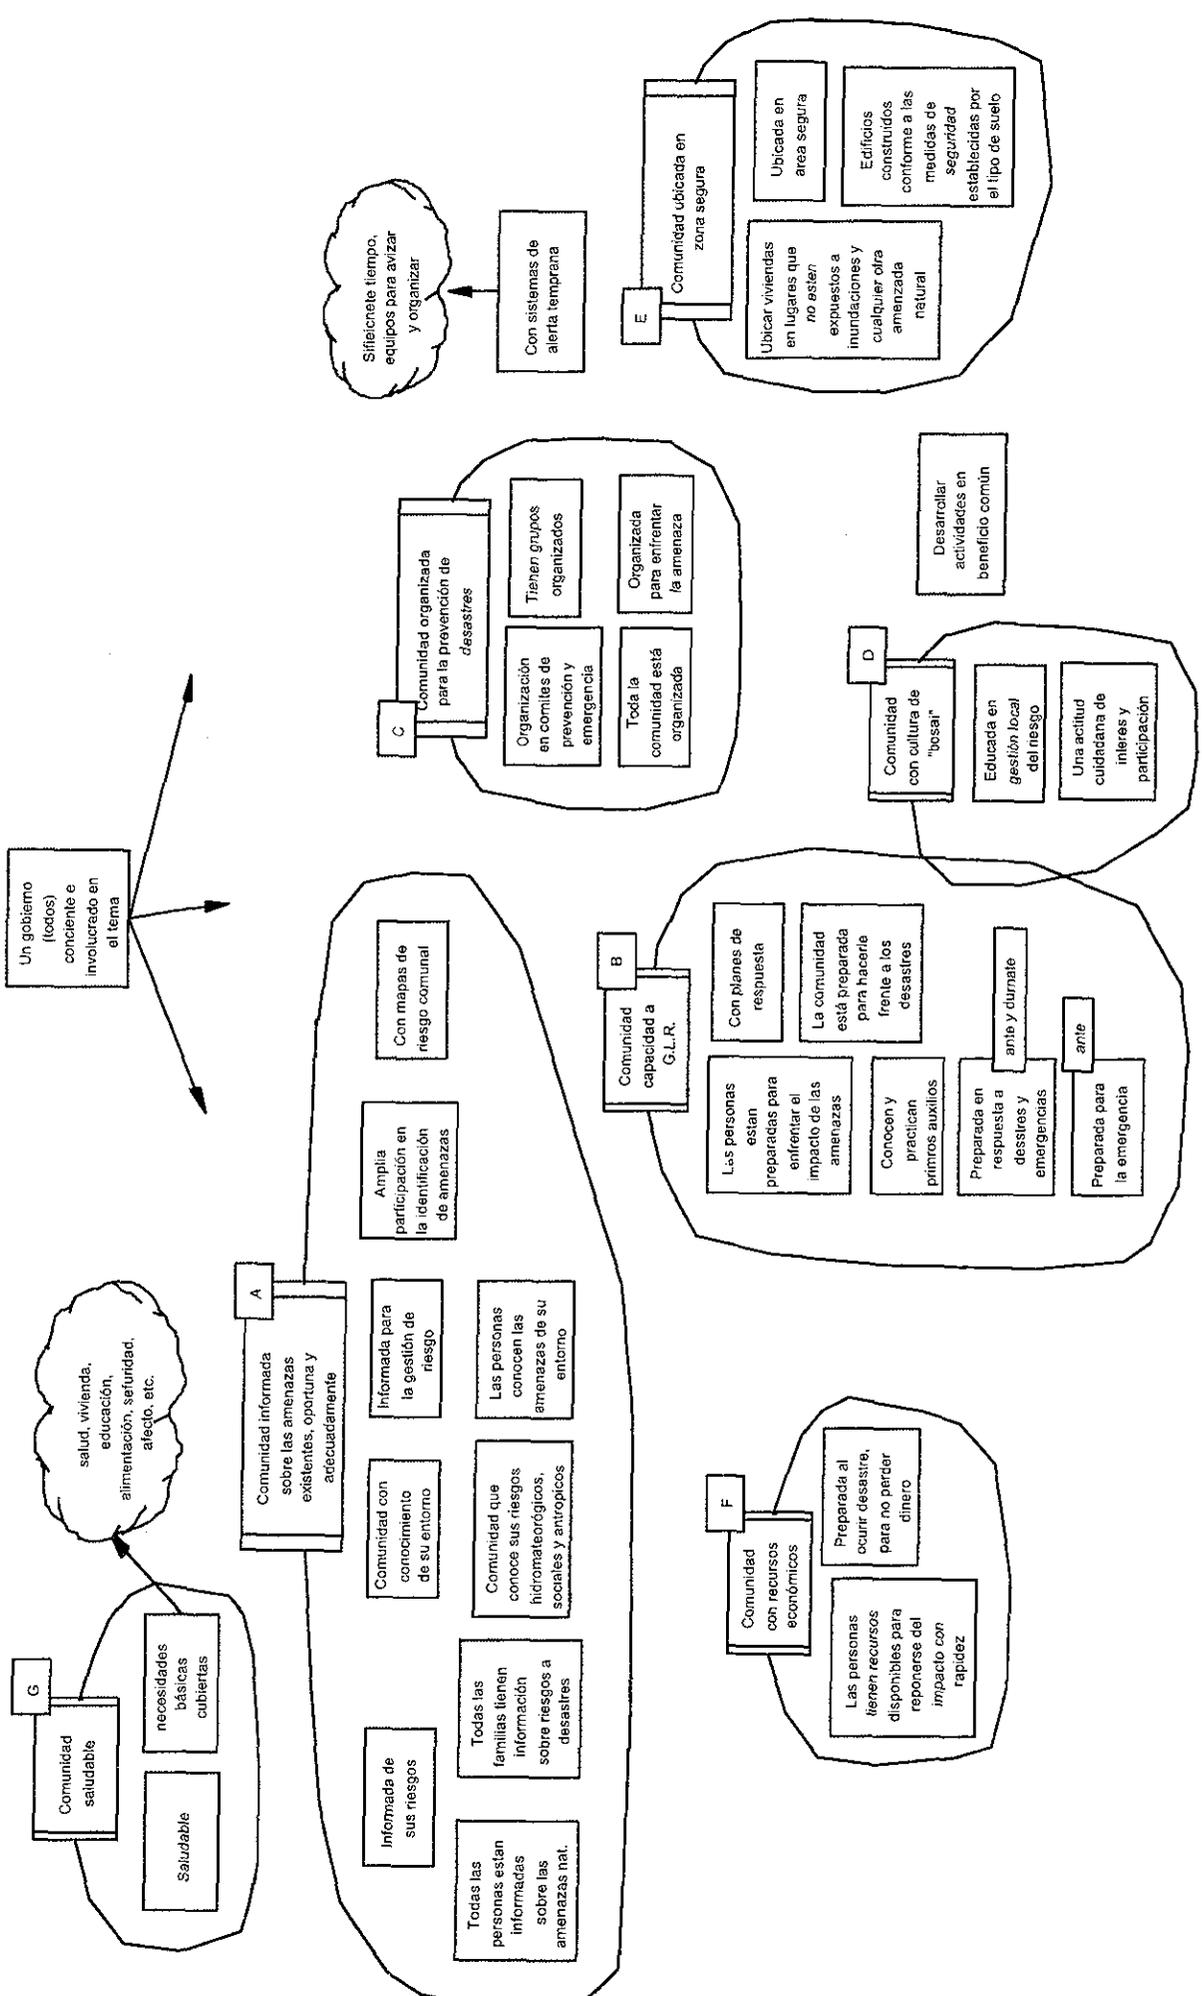 Un gobierno
(todos)
conciente e
involucrado en
el tema
G
Comunidad
saludable
Saludable
necesidades
básicas
cubiertas
salud, vivienda,
educación,
alimentación, sefuridad,
afecto, etc.
A
Comunidad informada
sobre las amenazas
existentes, oportuna y
adecuadamente
Informada de
sus riesgos
Comunidad con
conocimiento
de su entorno
Informada para
la gestión de
riesgo
Amplia
participación en
la identificación
de amenazas
Con mapas de
riesgo comunal
Todas las
personas estan
informadas
sobre las
amenazas nat.
Todas las
familias tienen
información
sobre riesgos a
desastres
Comunidad que
conoce sus riesgos
hidromateorógicos,
sociales y antropicos
Las personas
conocen las
amenazas de su
entorno
C
Comunidad organizada
para la prevención de
desastres
Organización
en comites de
prevención y
emergencia
Tienen grupos
organizados
Toda la
comunidad está
organizada
Organizada
para enfrentar
la amenaza
Sifieicnete tiempo,
equipos para avizar
y organizar
Con sistemas de
alerta temprana
E
Comunidad ubicada en
zona segura
Ubicar viviendas
en lugares que
no esten
expuestos a
inundaciones y
cualquier otra
amenzada
natural
Ubicada en
area segura
Edificios
construidos
conforme a las
medidas de
seguridad
establecidas por
el tipo de suelo
F
Comunidad
con recursos
económicos
Las personas
tienen recursos
disponibles para
reponerse del
impacto con
rapidez
Preparada al
ocurir desastre,
para no perder
dinero
B
Comunidad
capacidad a
G.L.R.
Las personas
estan
preparadas para
enfrentar el
impacto de las
amenazas
Con planes de
respuesta
La comunidad
está preparada
para hacerle
frente a los
desastres
Conocen y
practican
primros auxilios
Preparada en
respuesta a
desstres y
emergencias
ante y durnate
Preparada para
la emergencia
ante
D
Comunidad
con cultura de
"bosai"
Educada en
gestión local
del riesgo
Una actitud
cuidadana de
interes y
participación
Desarrollar
actividades en
beneficio común